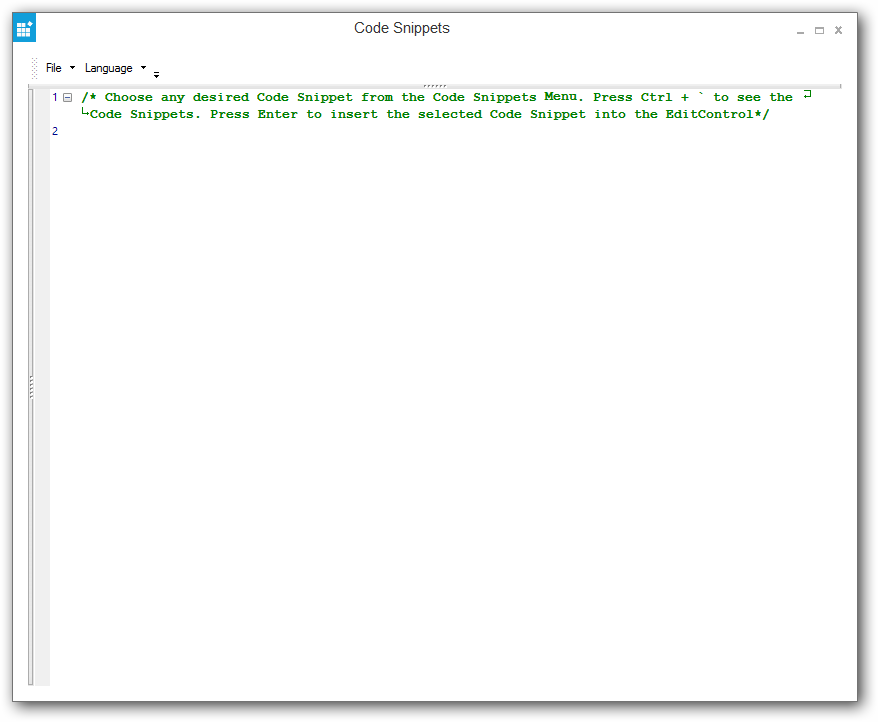 Code Snippets
File Language
1 /* Choose any desired Code Snippet from the Code Snippets Menu. Press Ctrl + ` to see the
Code Snippets. Press Enter to insert the selected Code Snippet into the EditControl*/
2